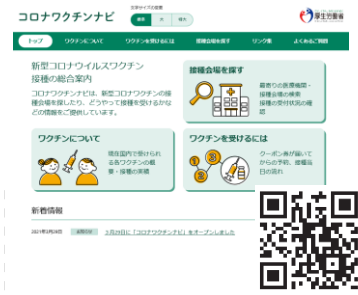 文字サイズの変更
コロナワクチンナビ
標準 大 特大
厚生労働省
トップ ワクチンについて ワクチンを受けるには 接種会場を探す リンク集 よくあるご質問
新型コロナウイルスワクチン
接種の総合案内
コロナワクチンナビは、新型コロナワクチンの接
種会場を探したり、どうやって接種を受けるかな
どの情報をご提供しています。
接種会場を探す
最寄りの医療機関・
接種会場の検索
接種の受付状況の確
認
ワクチンについて
現在国内で受けられ
る各ワクチンの概
要・接種の実績
ワクチンを受けるには
クーポン券が届いて
からの予約、接種当
日の流れ
新着情報
2021年3月29日 お知らせ 3月29日に「コロナワクチンナビ」をオープンしました